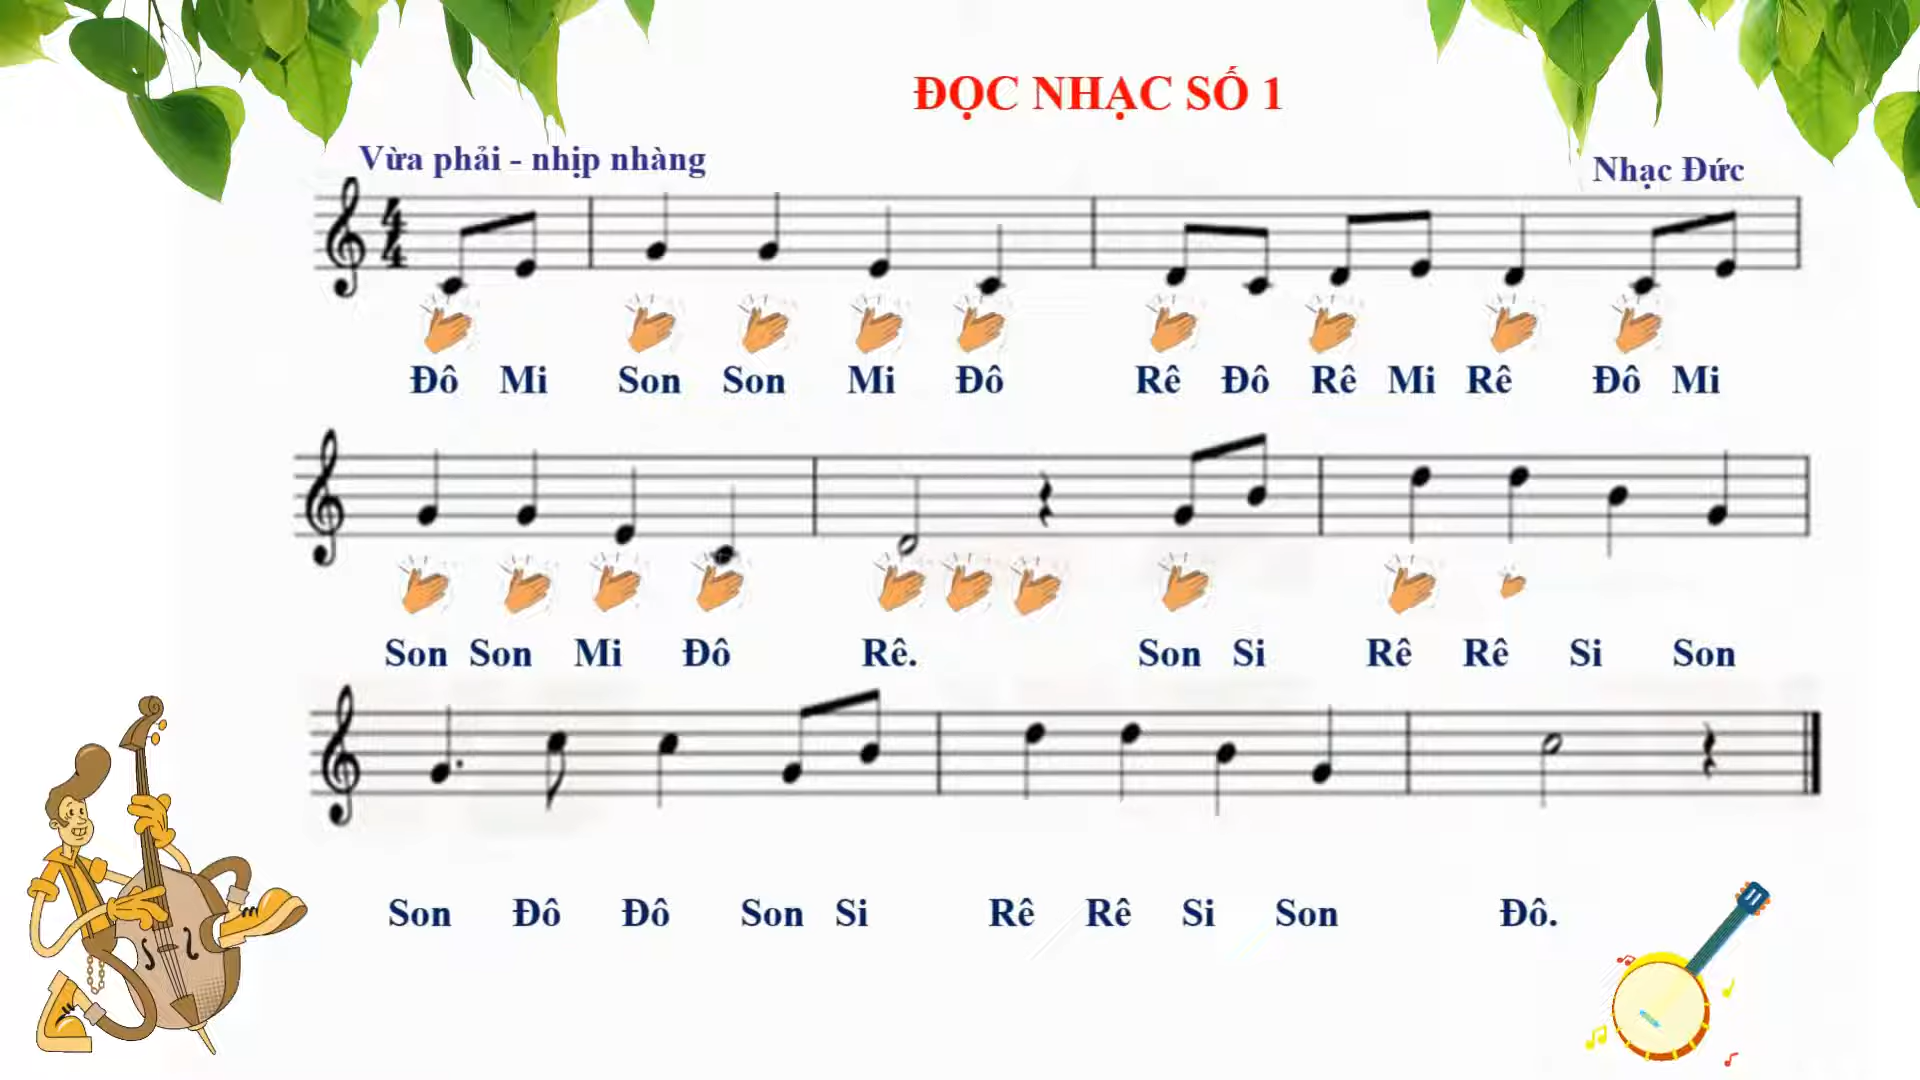 ĐỌC NHẠC SỐ 1
Vừa phải - nhịp nhàng
Nhạc Đức
4
4
Đô Mi Son Son Mi Đô Rê Đô Rê Mi Rê Đô Mi
Son Son Mi Đô Rê. Son Si Rê Rê Si Son
Son Đô Đô Son Si Rê Rê Si Son Đô.